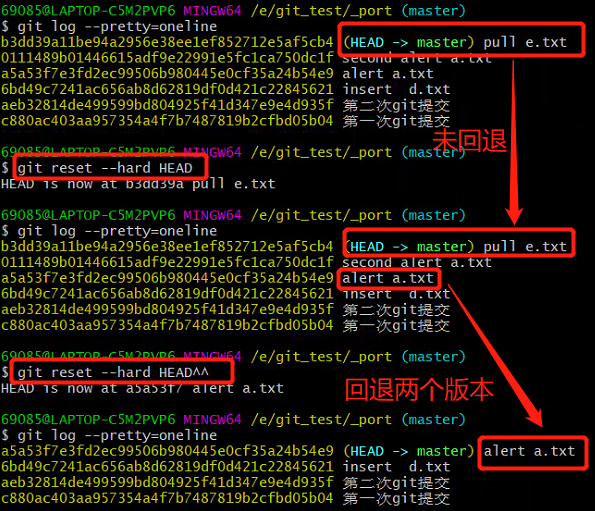 69085@LAPTOP-C5M2PVP6 MINGW64 /e/git_test/_port (master)
$ git log --pretty=oneline
b3dd39a11be94a2956e38ee1ef852712e5af5cb4 (HEAD -> master) pull e.txt
0111489b01446615adf9e22991e5fc1ca750dc1f second alert a.txt
a5a53f7e3fd2ec99506b980445e0cf35a24b54e9 alert a.txt
6bd49c7241ac656ab8d62819df0d421c22845621 insert  d.txt
aeb32814de499599bd804925f41d347e9e4d935f 第二次git提交
c880ac403aa957354a4f7b7487819b2cfbd05b04 第一次git提交
未回退
69085@LAPTOP-C5M2PVP6 MINGW64 /e/git_test/_port (master)
$ git reset --hard HEAD
HEAD is now at b3dd39a pull e.txt
69085@LAPTOP-C5M2PVP6 MINGW64 /e/git_test/_port (master)
$ git log --pretty=oneline
b3dd39a11be94a2956e38ee1ef852712e5af5cb4 (HEAD -> master) pull e.txt
0111489b01446615adf9e22991e5fc1ca750dc1f second alert a.txt
a5a53f7e3fd2ec99506b980445e0cf35a24b54e9 alert a.txt
6bd49c7241ac656ab8d62819df0d421c22845621 insert  d.txt
aeb32814de499599bd804925f41d347e9e4d935f 第二次git提交
c880ac403aa957354a4f7b7487819b2cfbd05b04 第一次git提交
69085@LAPTOP-C5M2PVP6 MINGW64 /e/git_test/_port (master)
$ git reset --hard HEAD^^
HEAD is now at a5a53f7 alert a.txt
回退两个版本
69085@LAPTOP-C5M2PVP6 MINGW64 /e/git_test/_port (master)
$ git log --pretty=oneline
a5a53f7e3fd2ec99506b980445e0cf35a24b54e9 (HEAD -> master) alert a.txt
6bd49c7241ac656ab8d62819df0d421c22845621 insert  d.txt
aeb32814de499599bd804925f41d347e9e4d935f 第二次git提交
c880ac403aa957354a4f7b7487819b2cfbd05b04 第一次git提交